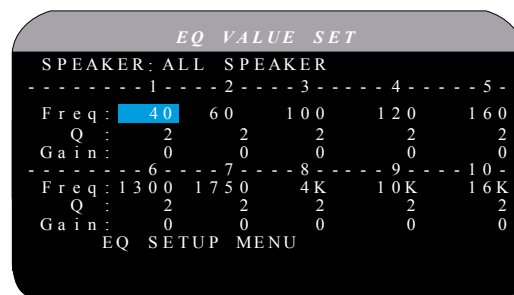 EQ VALUE SET
SPEAKER: ALL SPEAKER
- - - - - - - - 1 - - - - 2 - - - - 3 - - - - - 4 - - - - - 5 -
Freq: 40 60 100 120 160
Q : 2 2 2 2 2
Gain: 0 0 0 0 0
- - - - - - - - 6 - - - - 7 - - - - 8 - - - - - 9 - - - - 10 -
Freq: 1300 1750 4K 10K 16K
Q : 2 2 2 2 2
Gain: 0 0 0 0 0
EQ SETUP MENU